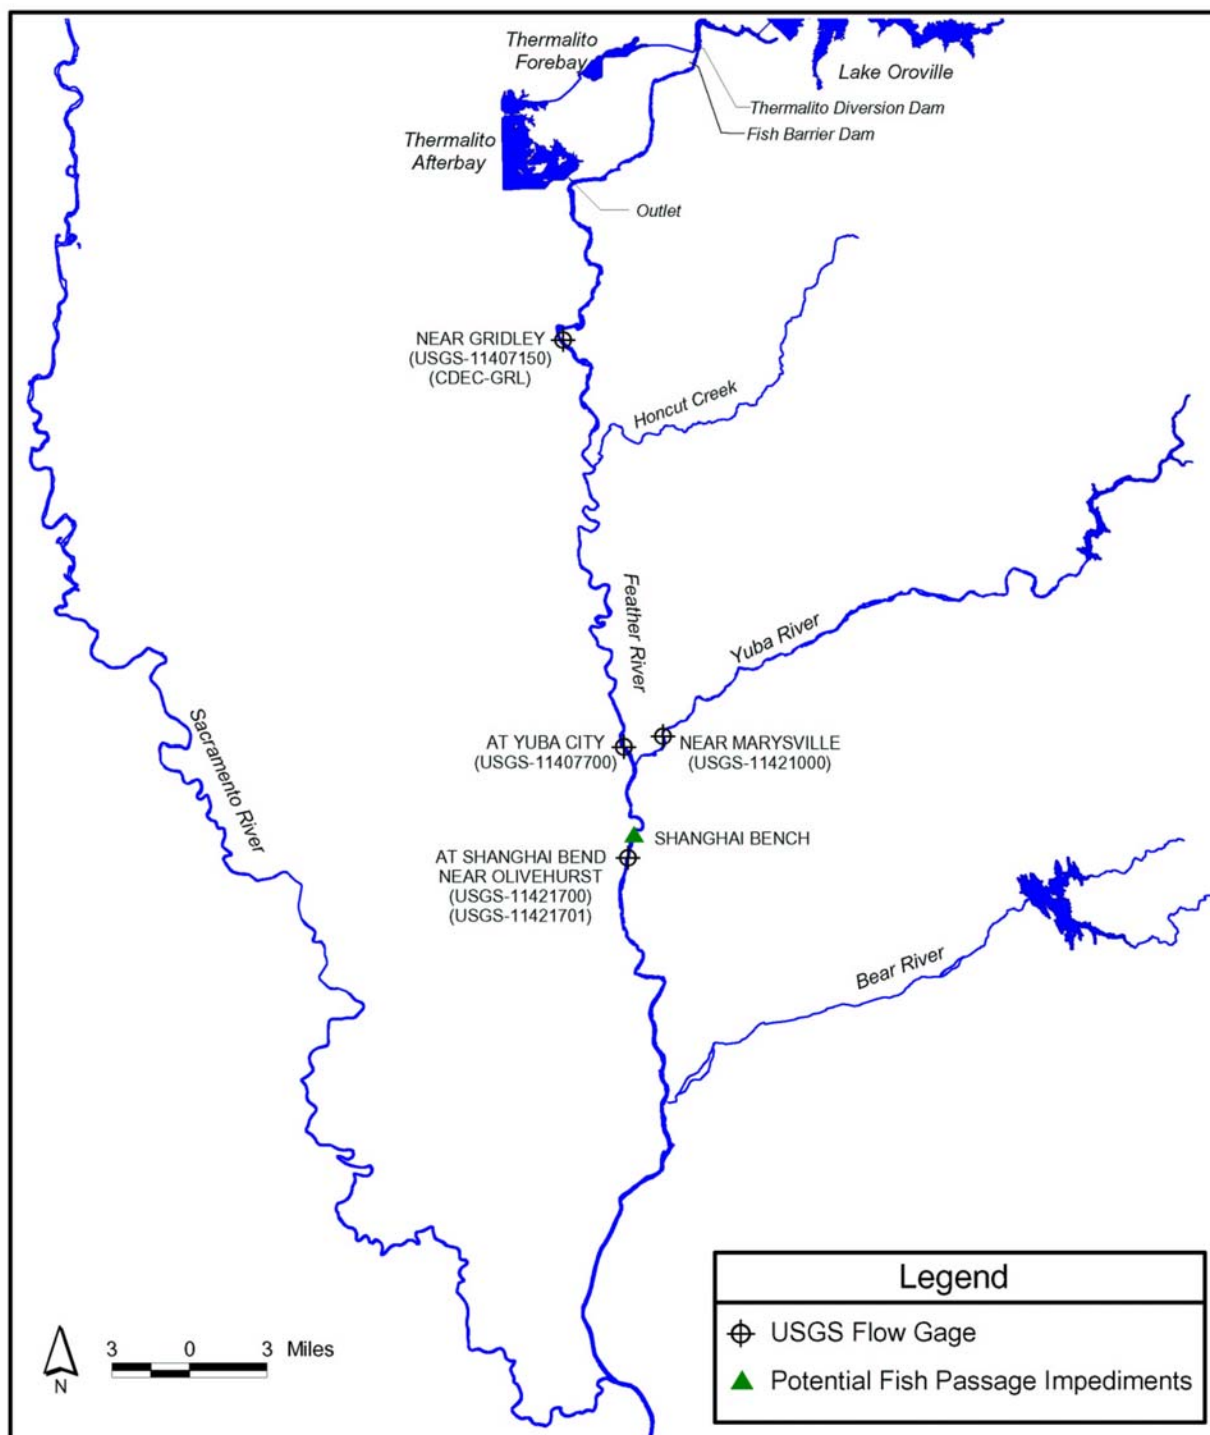 Thermalito
Forebay
Lake Oroville
Thermalito Diversion Dam
Fish Barrier Dam
Thermalito
Afterbay
Outlet
NEAR GRIDLEY
(USGS-11407150)
(CDEC-GRL)
Honcut Creek
Feather River
Yuba River
Sacramento River
AT YUBA CITY
(USGS-11407700)
NEAR MARYSVILLE
(USGS-11421000)
SHANGHAI BENCH
AT SHANGHAI BEND
NEAR OLIVEHURST
(USGS-11421700)
(USGS-11421701)
Bear River
Legend
USGS Flow Gage
Potential Fish Passage Impediments
3 0 3 Miles
N